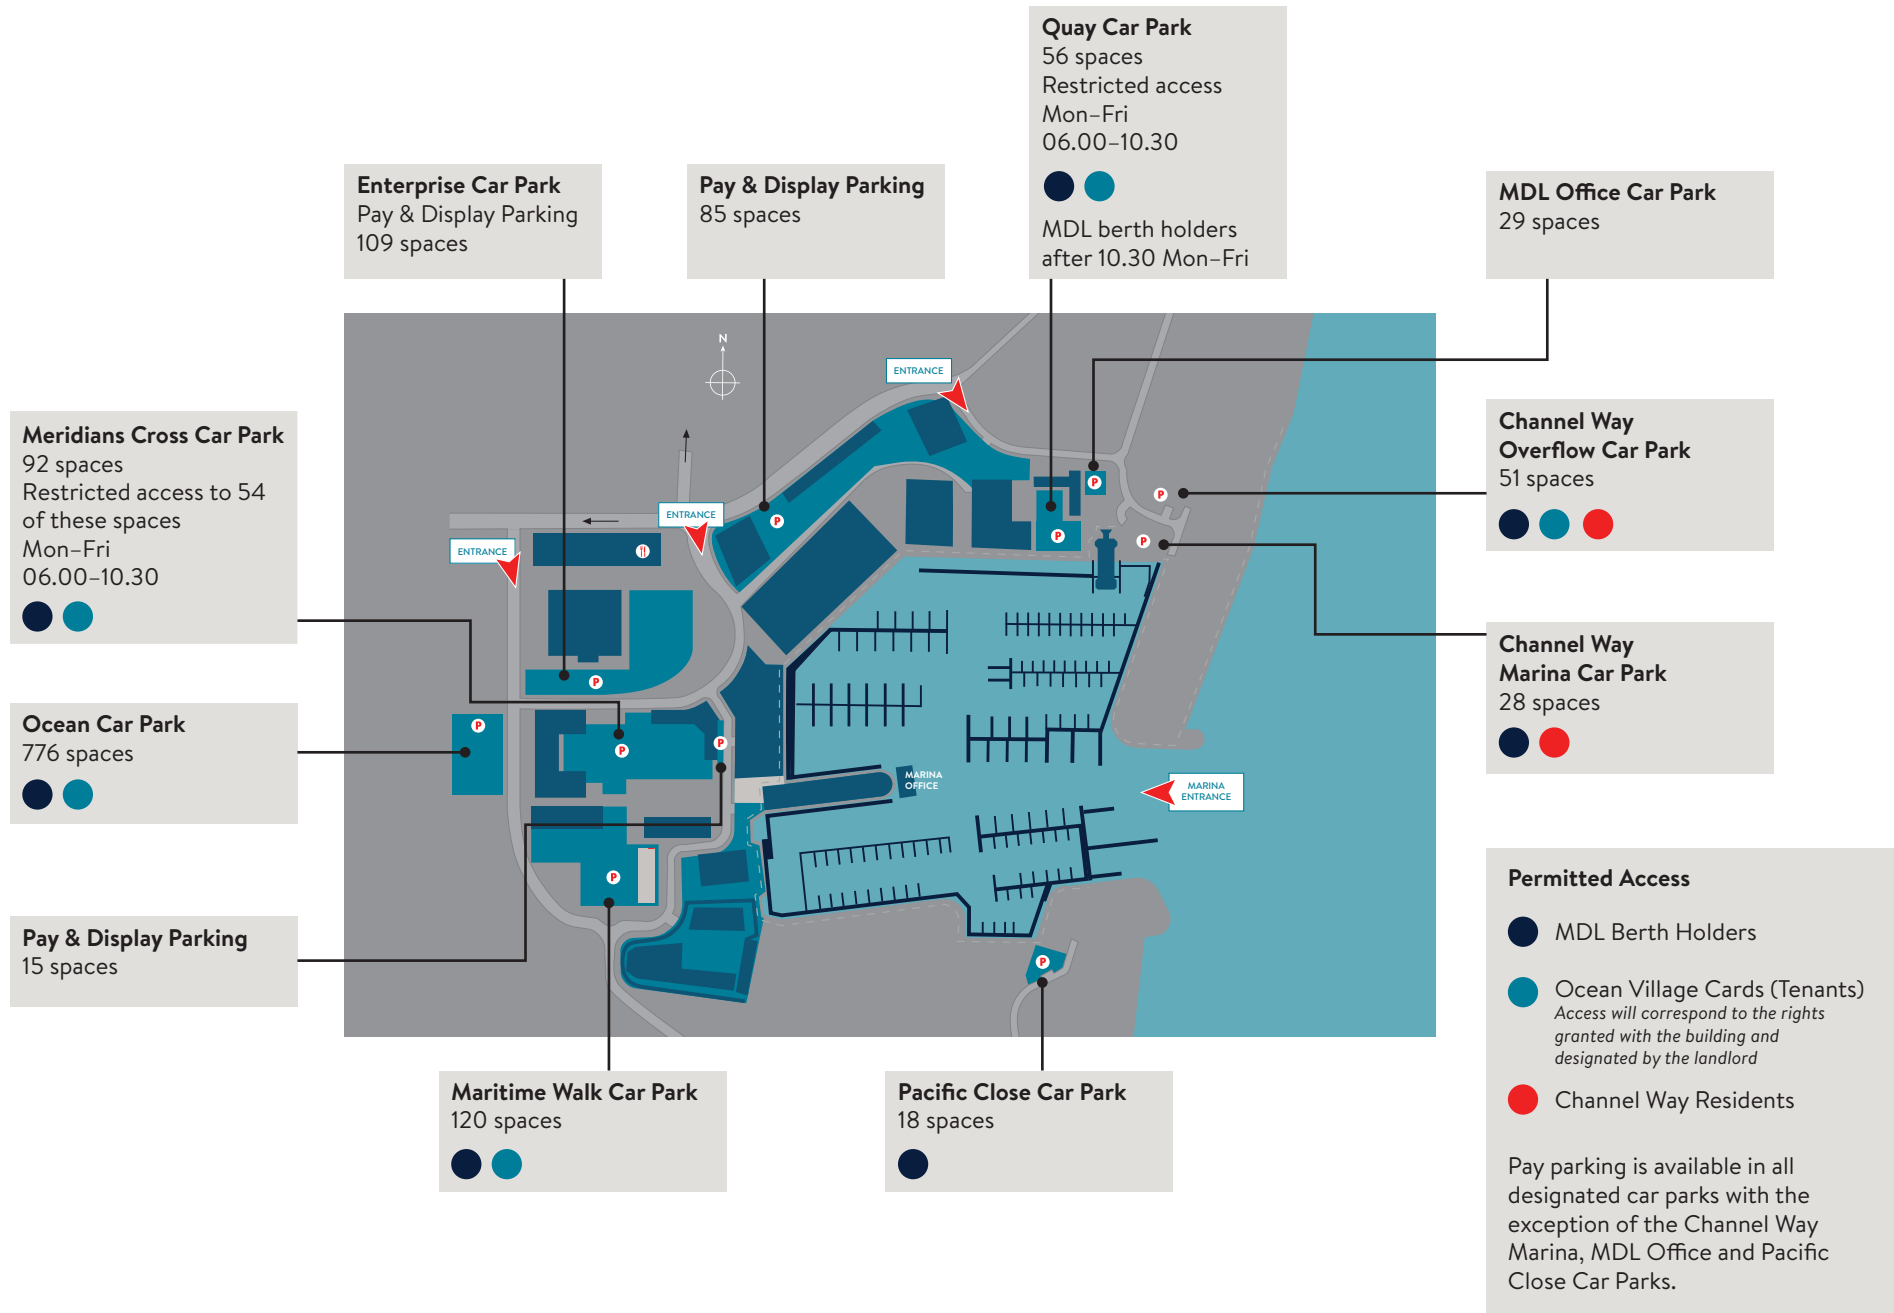 Quay Car Park
56 spaces
Restricted access
Mon–Fri
06.00–10.30
MDL berth holders
after 10.30 Mon–Fri
Enterprise Car Park
Pay & Display Parking
109 spaces
Pay & Display Parking
85 spaces
MDL Office Car Park
29 spaces
Meridians Cross Car Park
92 spaces
Restricted access to 54
of these spaces
Mon–Fri
06.00–10.30
Ocean Car Park
776 spaces
Pay & Display Parking
15 spaces
N
ENTRANCE
ENTRANCE
ENTRANCE
P
P
P
P
P
P
P
P
P
P
P
MARINA
OFFICE
MARINA
ENTRANCE
Channel Way
Overflow Car Park
51 spaces
Channel Way
Marina Car Park
28 spaces
Maritime Walk Car Park
120 spaces
Pacific Close Car Park
18 spaces
Permitted Access
MDL Berth Holders
Ocean Village Cards (Tenants)
Access will correspond to the rights
granted with the building and
designated by the landlord
Channel Way Residents
Pay parking is available in all
designated car parks with the
exception of the Channel Way
Marina, MDL Office and Pacific
Close Car Parks.